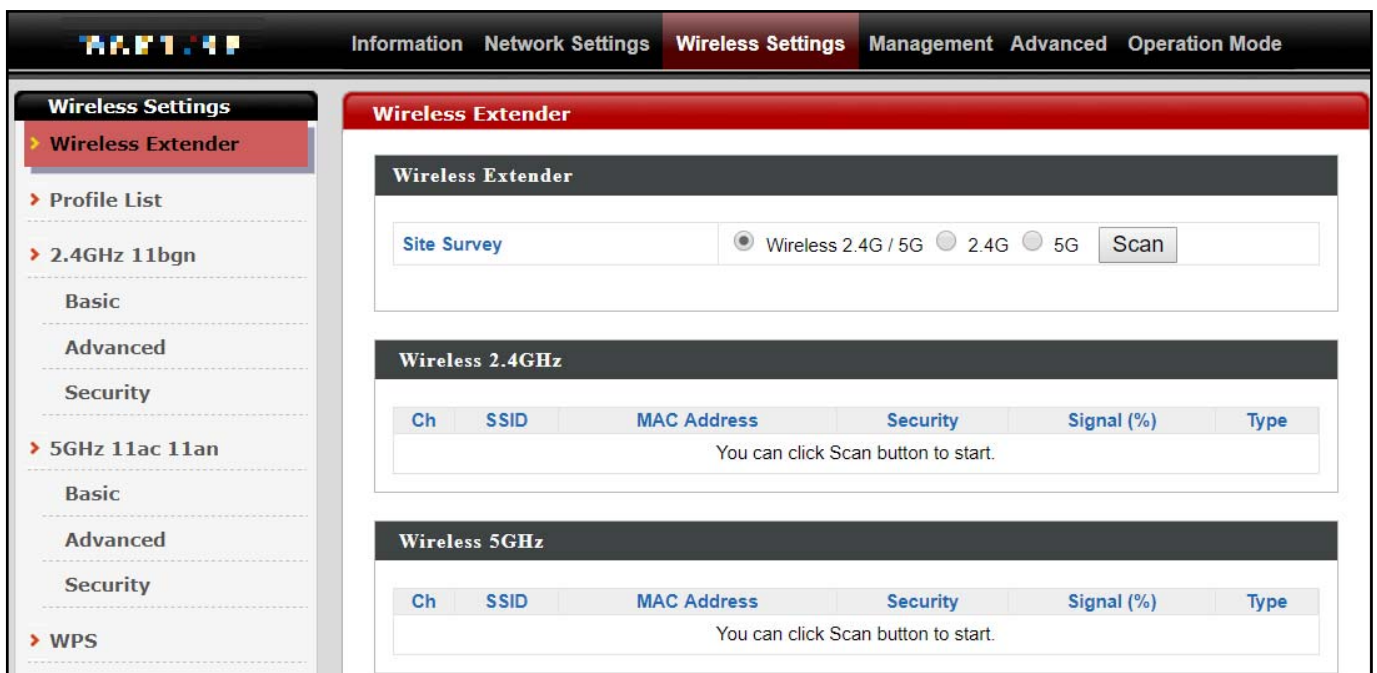 Information Network Settings Wireless Settings Management Advanced Operation Mode
Wireless Settings
Wireless Extender
Profile List
2.4GHz 11bgn
Basic
Advanced
Security
5GHz 11ac 11an
Basic
Advanced
Security
WPS
Wireless Extender
Wireless Extender
Site Survey Wireless 2.4G / 5G 2.4G 5G Scan
Wireless 2.4GHz
Ch SSID MAC Address Security Signal (%) Type
You can click Scan button to start.
Wireless 5GHz
Ch SSID MAC Address Security Signal (%) Type
You can click Scan button to start.